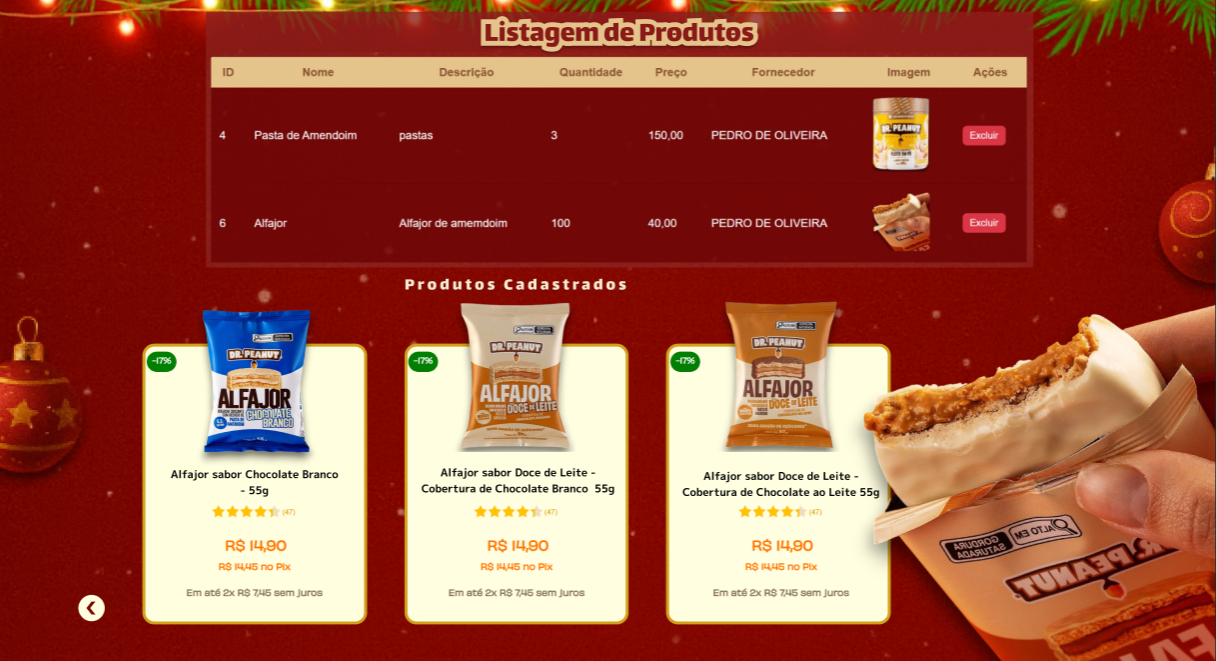 Listagem de Produtos
ID Nome Descrição Quantidade Preço Fornecedor Imagem Ações
DR. PEANUT
4 Pasta de Amendoim pastas 3 150,00 PEDRO DE OLIVEIRA Excluir
6 Alfajor Alfajor de amemdoim 100 40,00 PEDRO DE OLIVEIRA Excluir
Produtos Cadastrados
-17%
DR. PEANUT
ALFAJOR
CHOCOLATE
BRANCO
Alfajor sabor Chocolate Branco
- 55g
(47)
R$ 14,90
R$ 14,45 no Pix
Em até 2x R$ 7,45 sem juros
-17%
DR. PEANUT
ALFAJOR
DOCE DE LEITE
Alfajor sabor Doce de Leite -
Cobertura de Chocolate Branco 55g
(47)
R$ 14,90
R$ 14,45 no Pix
Em até 2x R$ 7,45 sem juros
-17%
DR. PEANUT
ALFAJOR
DOCE DE LEITE
Alfajor sabor Doce de Leite -
Cobertura de Chocolate ao Leite 55g
(47)
R$ 14,90
R$ 14,45 no Pix
Em até 2x R$ 7,45 sem juros
ALTO EM
GORDURA
SATURADA
DR. PEANUT